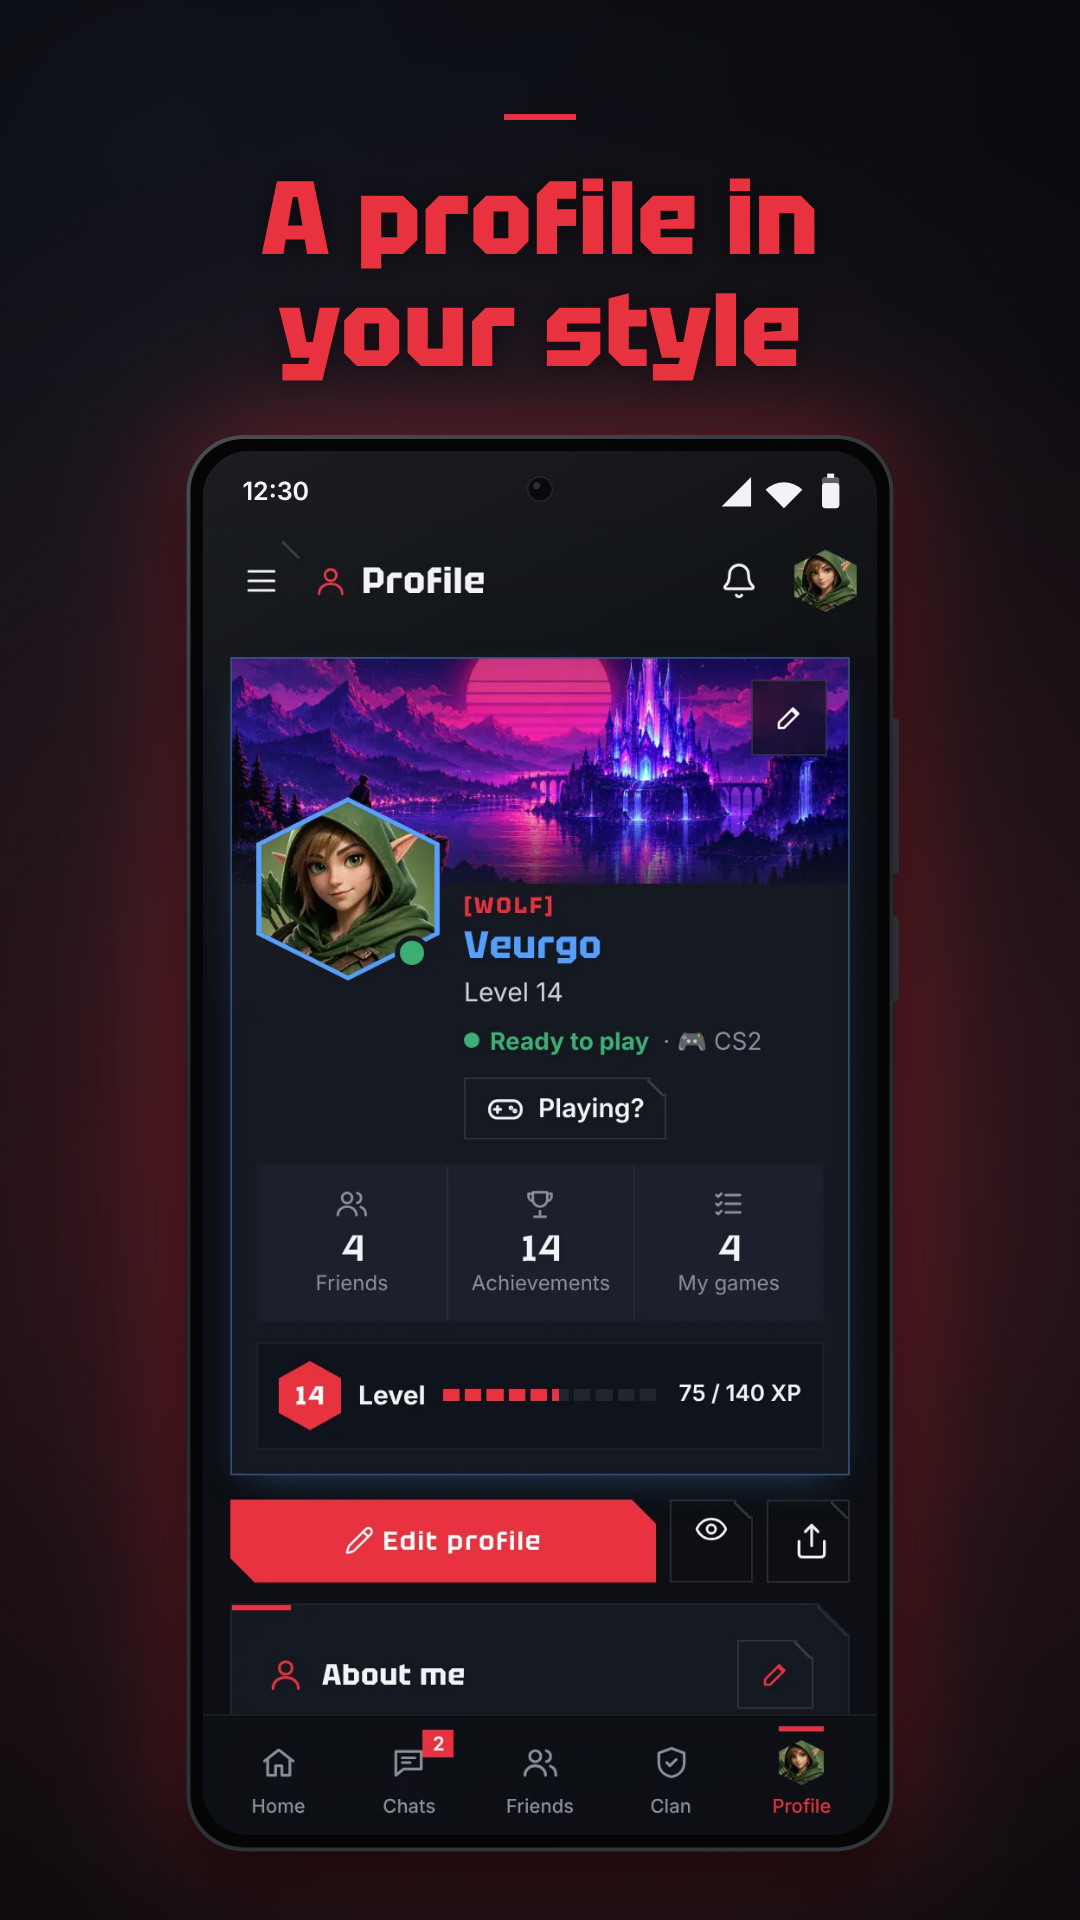 A profile in
your style
12:30
Profile
[WOLF]
Veurgo
Level 14
Ready to play · 🎮 CS2
Playing?
4
Friends
14
Achievements
4
My games
14 Level 75 / 140 XP
Edit profile
About me
Home
2
Chats
Friends
Clan
Profile